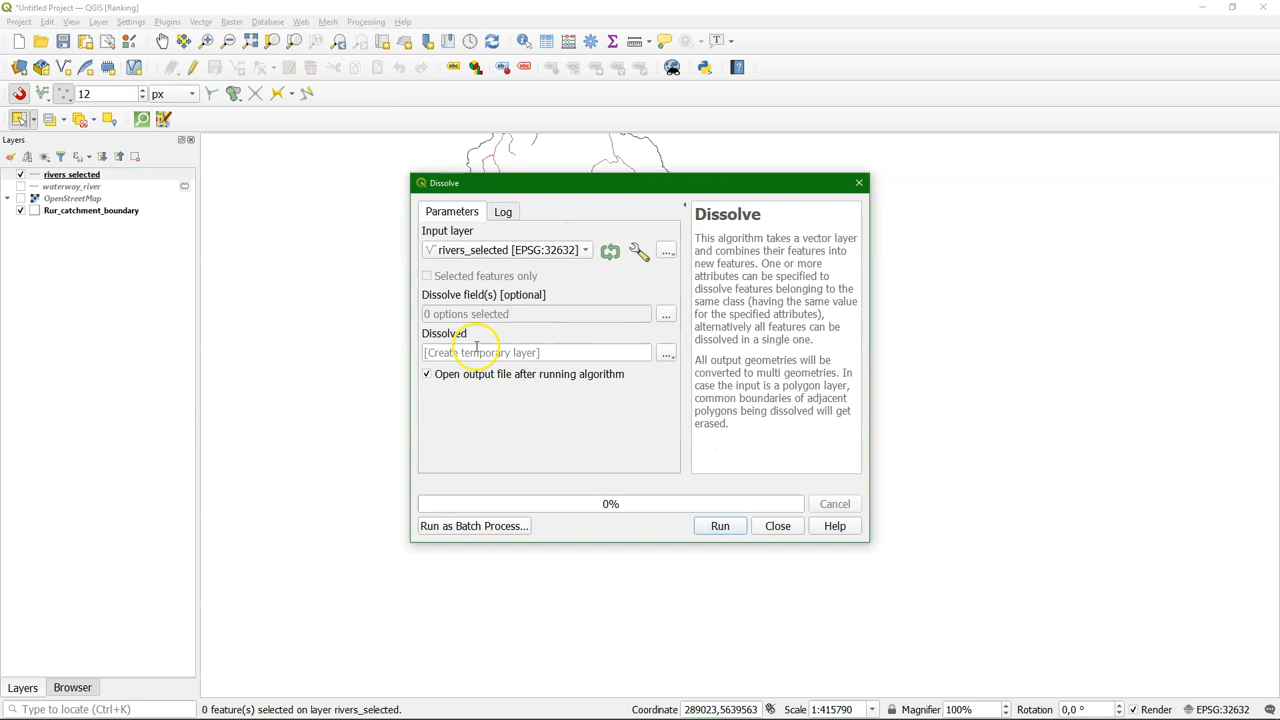 *Untitled Project — QGIS [Ranking]
Project Edit View Layer Settings Plugins Vector Raster Database Web Mesh Processing Help
12 px
Layers
rivers_selected
waterway_river
OpenStreetMap
Rur_catchment_boundary
Dissolve
Parameters Log
Input layer
rivers_selected [EPSG:32632]
Selected features only
Dissolve field(s) [optional]
0 options selected
Dissolved
[Create temporary layer]
Open output file after running algorithm
Dissolve
This algorithm takes a vector layer
and combines their features into
new features. One or more
attributes can be specified to
dissolve features belonging to the
same class (having the same value
for the specified attributes),
alternatively all features can be
dissolved in a single one.
All output geometries will be
converted to multi geometries. In
case the input is a polygon layer,
common boundaries of adjacent
polygons being dissolved will get
erased.
0% Cancel
Run as Batch Process... Run Close Help
Layers Browser
Type to locate (Ctrl+K) 0 feature(s) selected on layer rivers_selected. Coordinate 289023,5639563 Scale 1:415790 Magnifier 100% Rotation 0,0 ° Render EPSG:32632